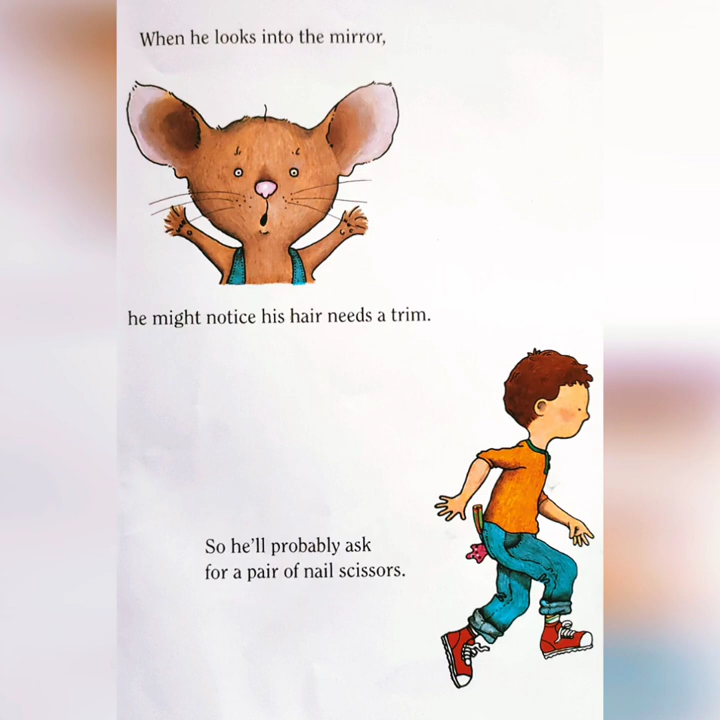 When he looks into the mirror,
he might notice his hair needs a trim.
So he'll probably ask
for a pair of nail scissors.